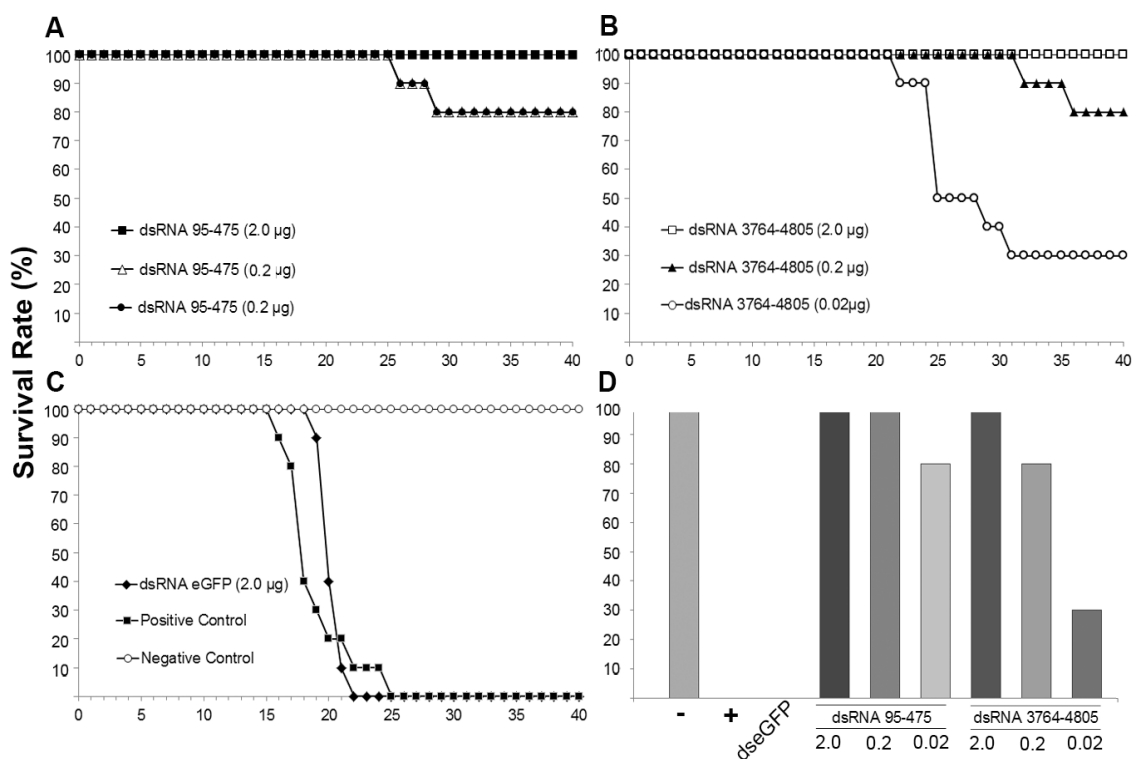 A
100
90
80
70
60
50
40
30
20
10
dsRNA 95-475 (2.0 µg)
dsRNA 95-475 (0.2 µg)
dsRNA 95-475 (0.2 µg)
0 5 10 15 20 25 30 35 40
B
100
90
80
70
60
50
40
30
20
10
dsRNA 3764-4805 (2.0 µg)
dsRNA 3764-4805 (0.2 µg)
dsRNA 3764-4805 (0.02µg)
0 5 10 15 20 25 30 35 40
Survival Rate (%)
C
100
90
80
70
60
50
40
30
20
10
dsRNA eGFP (2.0 µg)
Positive Control
Negative Control
0 5 10 15 20 25 30 35 40
D
100
90
80
70
60
50
40
30
20
10
- + dseGFP
dsRNA 95-475 dsRNA 3764-4805
2.0 0.2 0.02 2.0 0.2 0.02